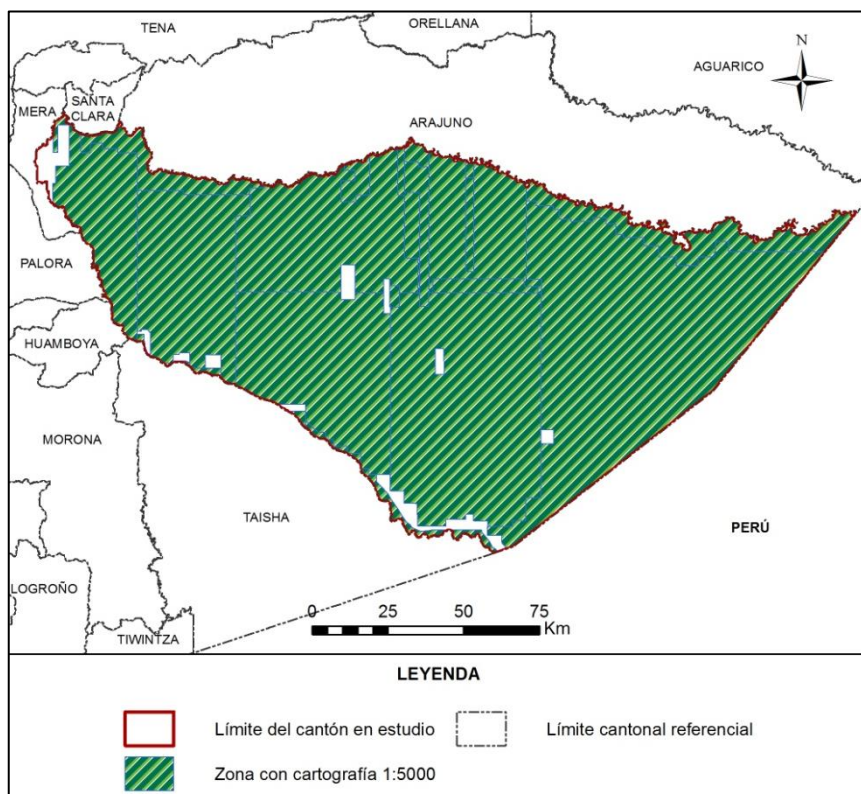 TENA
ORELLANA
AGUARICO
N
MERA
SANTA
CLARA
ARAJUNO
PALORA
HUAMBOYA
MORONA
TAISHA
PERÚ
LOGROÑO
TIWINTZA
0 25 50 75
Km
LEYENDA
Límite del cantón en estudio
Límite cantonal referencial
Zona con cartografía 1:5000